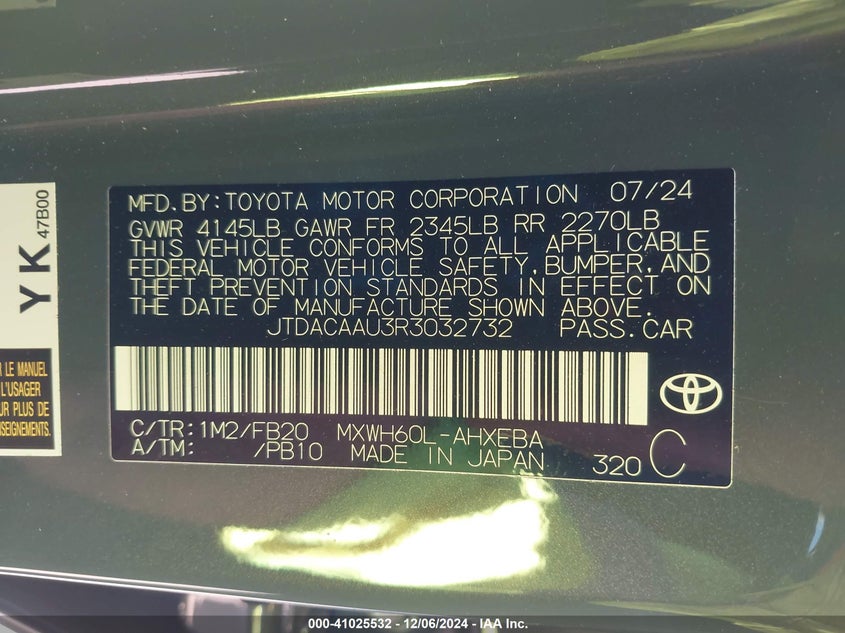 MFD.BY:TOYOTA MOTOR CORPORATION 07/24
GVWR 4145LB GAWR FR 2345LB RR 2270LB
THIS VEHICLE CONFORMS TO ALL APPLICABLE
FEDERAL MOTOR VEHICLE SAFETY,BUMPER,AND
THEFT PREVENTION STANDARDS IN EFFECT ON
THE DATE OF MANUFACTURE SHOWN ABOVE.
JTDACAAU3R3032732 PASS.CAR
C/TR:1M2/FB20 MXWH60L-AHXEBA
A/TM: /PB10 MADE IN JAPAN 320 C
YK 47B00
LE MANUEL
L'USAGER
PLUS DE
000-41025532 - 12/06/2024 - IAA Inc.